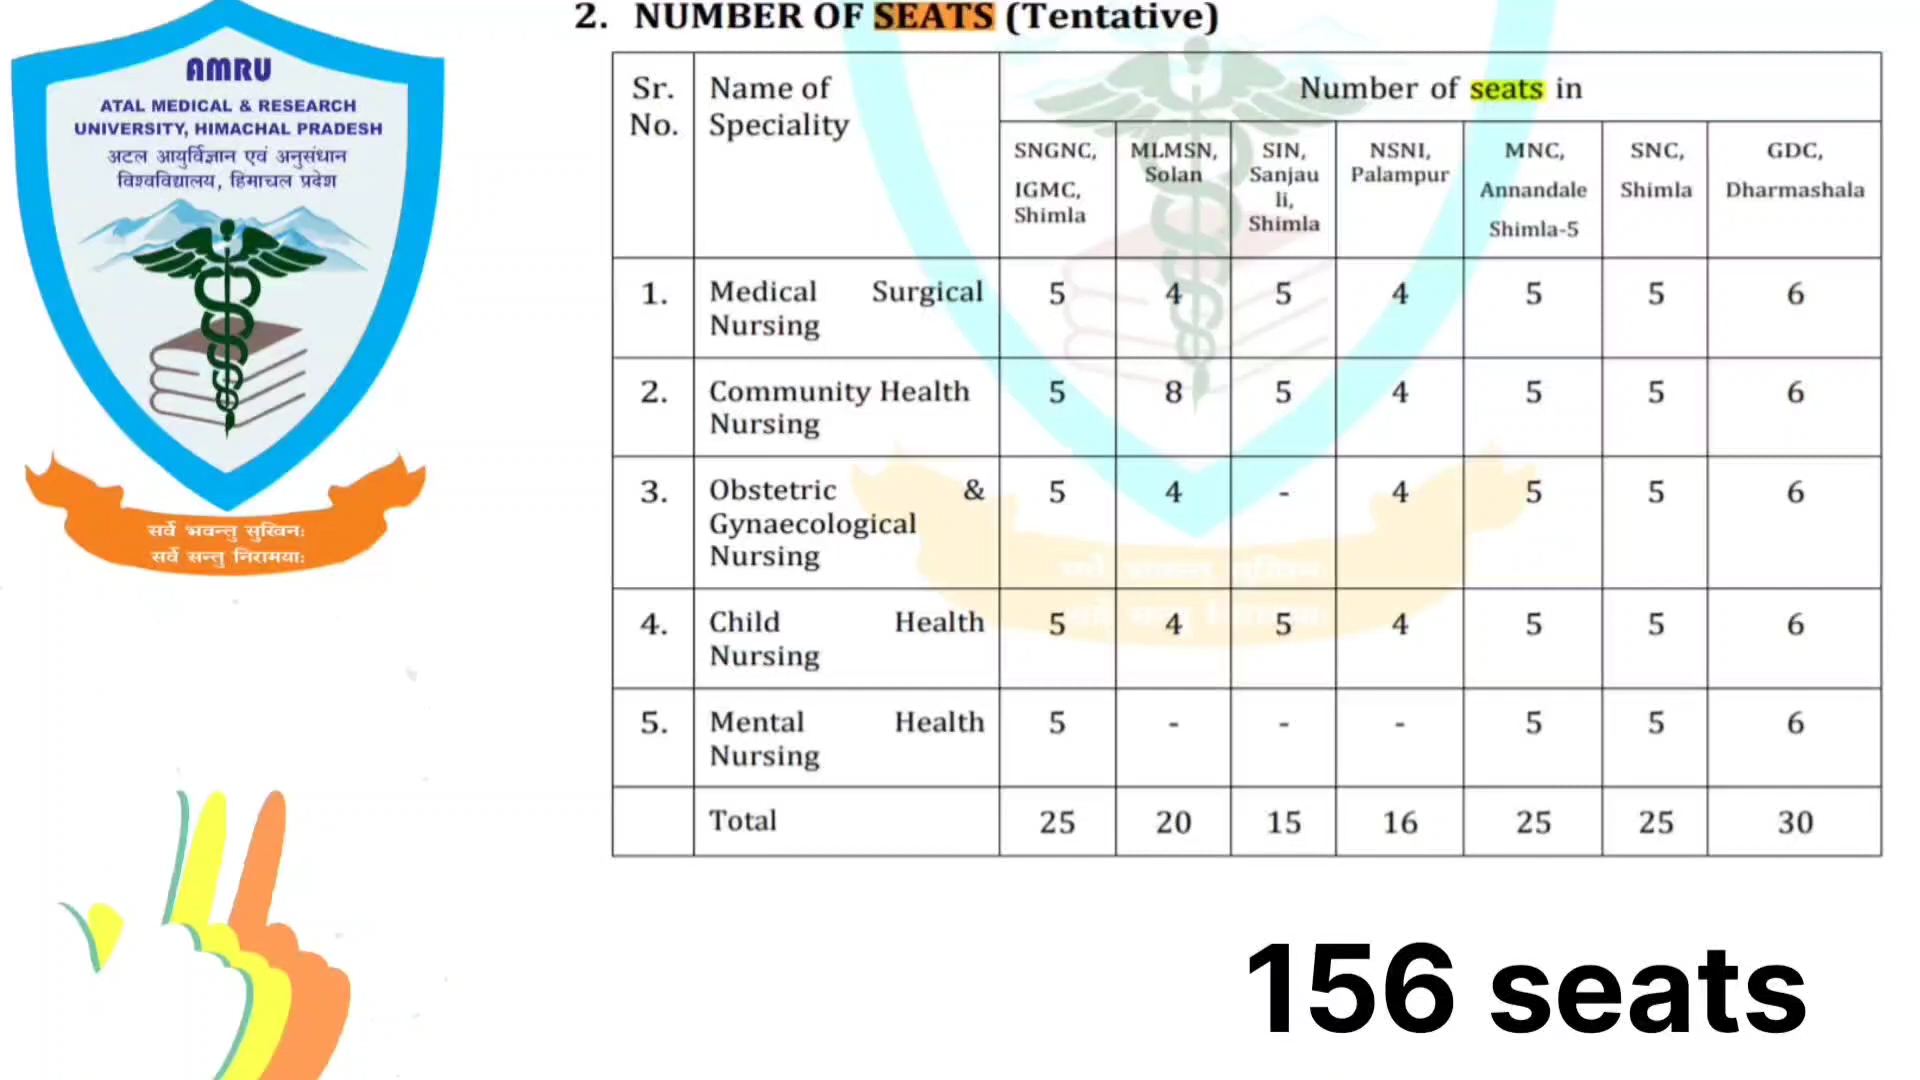 AMRU
ATAL MEDICAL & RESEARCH
UNIVERSITY, HIMACHAL PRADESH
अटल आयुर्विज्ञान एवं अनुसंधान
विश्वविद्यालय, हिमाचल प्रदेश
सर्वे भवन्तु सुखिनः
सर्वे सन्तु निरामयाः
2. NUMBER OF SEATS (Tentative)
Sr. No. Name of Speciality Number of seats in
SNGNC, IGMC, Shimla MLMSN, Solan SIN, Sanjauli, Shimla NSNI, Palampur MNC, Annandale Shimla-5 SNC, Shimla GDC, Dharmashala
1. Medical Surgical Nursing 5 4 5 4 5 5 6
2. Community Health Nursing 5 8 5 4 5 5 6
3. Obstetric & Gynaecological Nursing 5 4 - 4 5 5 6
4. Child Health Nursing 5 4 5 4 5 5 6
5. Mental Health Nursing 5 - - - 5 5 6
Total 25 20 15 16 25 25 30
156 seats